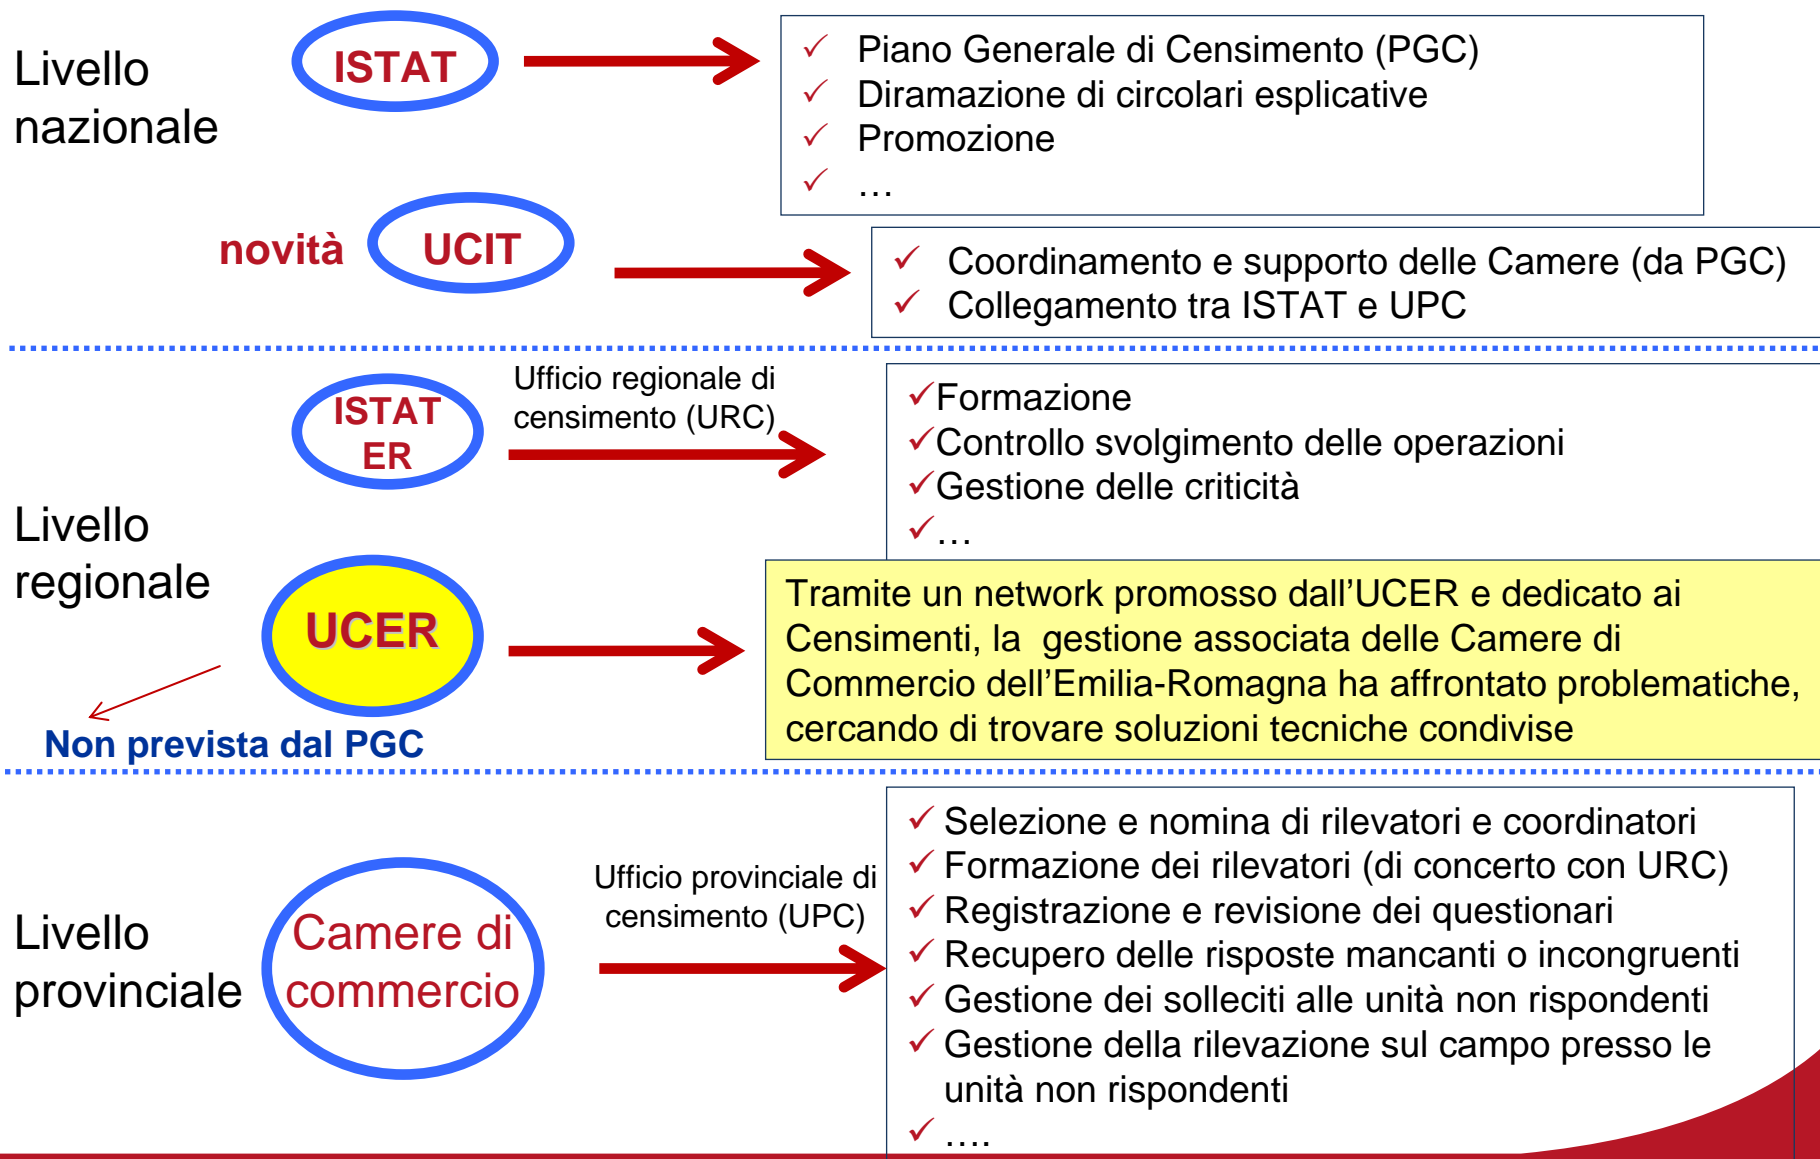 Livello
nazionale
ISTAT
✓ Piano Generale di Censimento (PGC)
✓ Diramazione di circolari esplicative
✓ Promozione
✓ …
novità
UCIT
✓ Coordinamento e supporto delle Camere (da PGC)
✓ Collegamento tra ISTAT e UPC
Livello
regionale
ISTAT
ER
Ufficio regionale di
censimento (URC)
✓Formazione
✓Controllo svolgimento delle operazioni
✓Gestione delle criticità
✓…
UCER
Non prevista dal PGC
Tramite un network promosso dall’UCER e dedicato ai
Censimenti, la gestione associata delle Camere di
Commercio dell’Emilia-Romagna ha affrontato problematiche,
cercando di trovare soluzioni tecniche condivise
Livello
provinciale
Camere di
commercio
Ufficio provinciale di
censimento (UPC)
✓ Selezione e nomina di rilevatori e coordinatori
✓ Formazione dei rilevatori (di concerto con URC)
✓ Registrazione e revisione dei questionari
✓ Recupero delle risposte mancanti o incongruenti
✓ Gestione dei solleciti alle unità non rispondenti
✓ Gestione della rilevazione sul campo presso le
unità non rispondenti
✓ ….